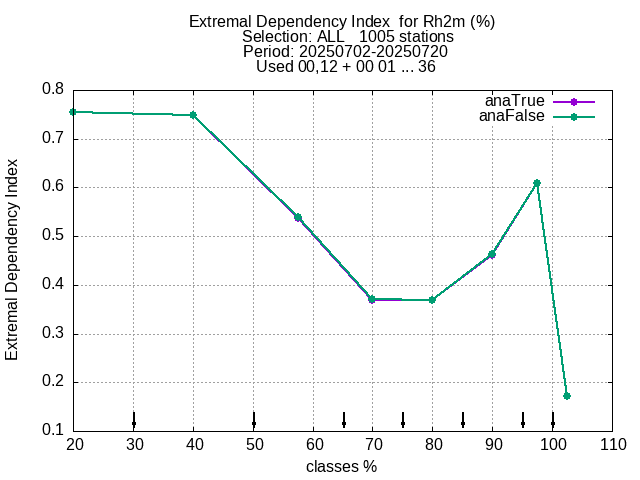 Extremal Dependency Index  for Rh2m (%)
Selection: ALL   1005 stations
Period: 20250702-20250720
Used 00,12 + 00 01 ... 36
anaTrue
anaFalse
0.8
0.7
0.6
0.5
0.4
0.3
0.2
0.1
Extremal Dependency Index
20 30 40 50 60 70 80 90 100 110
classes %